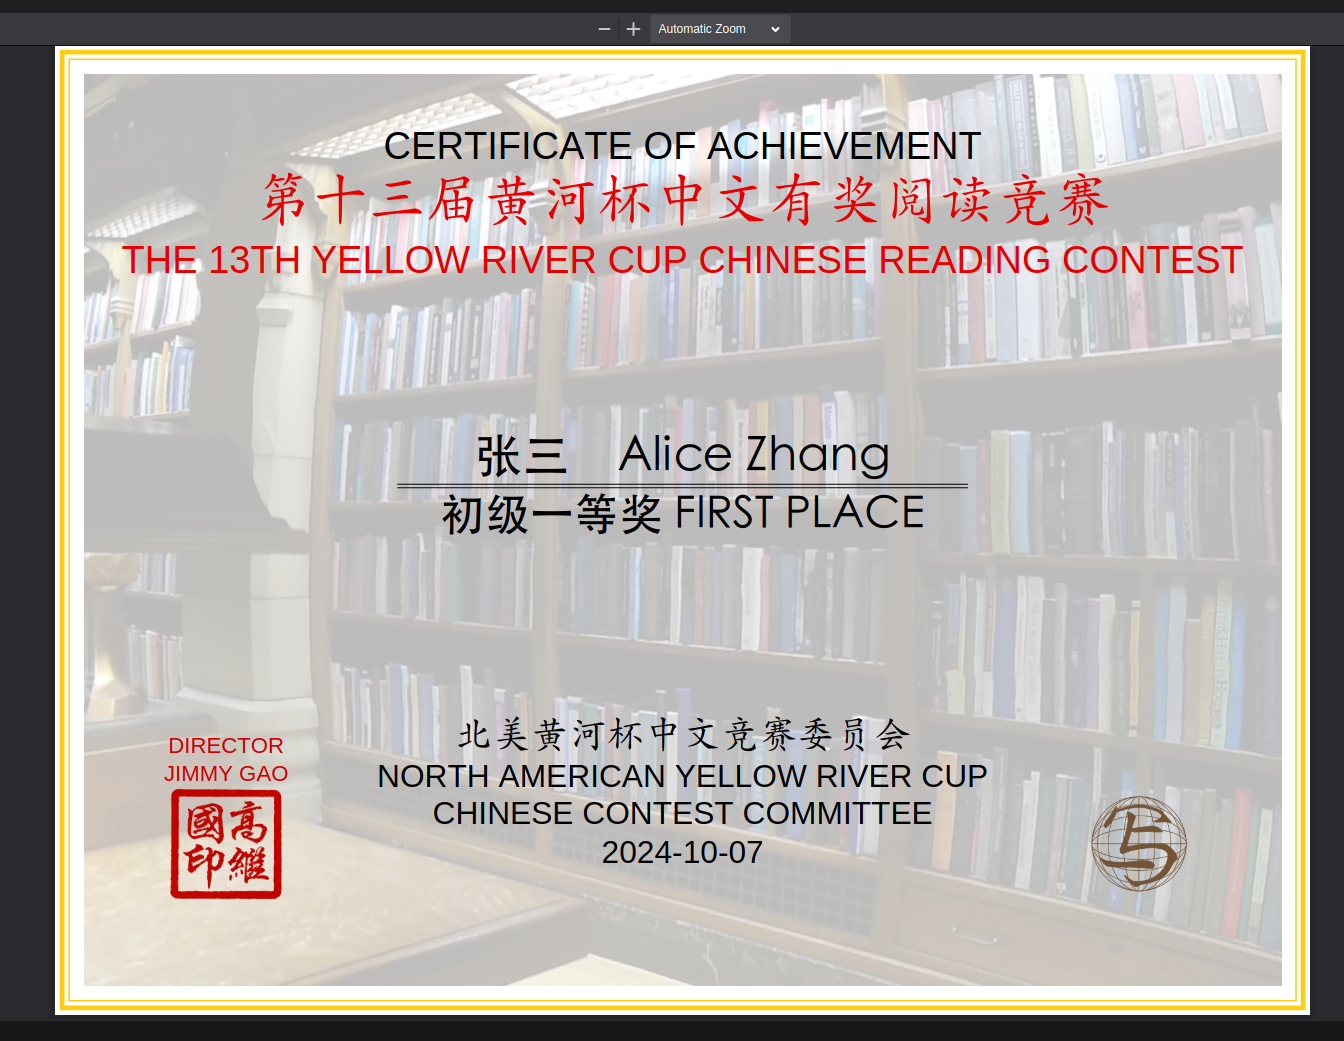 Automatic Zoom
CERTIFICATE OF ACHIEVEMENT
第十三届黄河杯中文有奖阅读竞赛
THE 13TH YELLOW RIVER CUP CHINESE READING CONTEST
张三 Alice Zhang
初级一等奖 FIRST PLACE
北美黄河杯中文竞赛委员会
NORTH AMERICAN YELLOW RIVER CUP
CHINESE CONTEST COMMITTEE
2024-10-07
DIRECTOR
JIMMY GAO
高維
國印
写